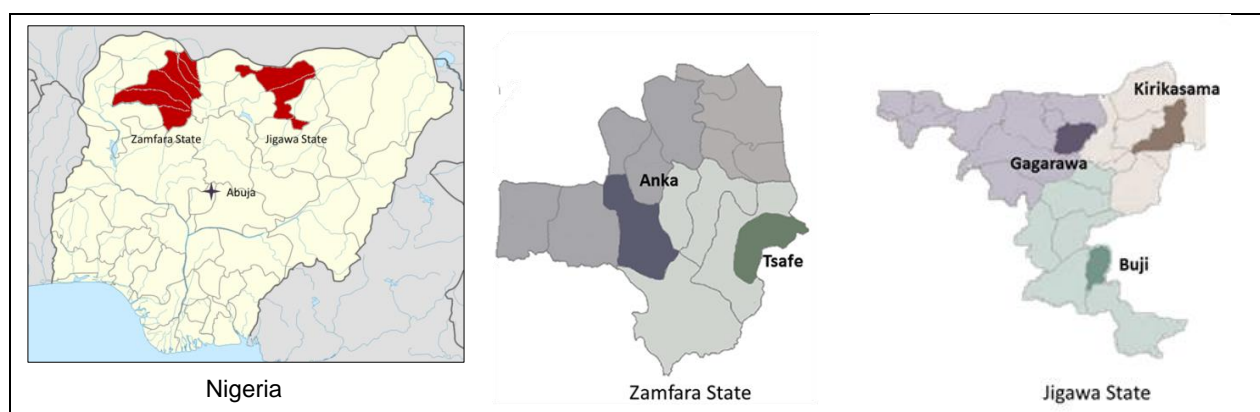 Zamfara State
Jigawa State
Abuja
Nigeria
Anka
Tsafe
Zamfara State
Kirikasama
Gagarawa
Buji
Jigawa State